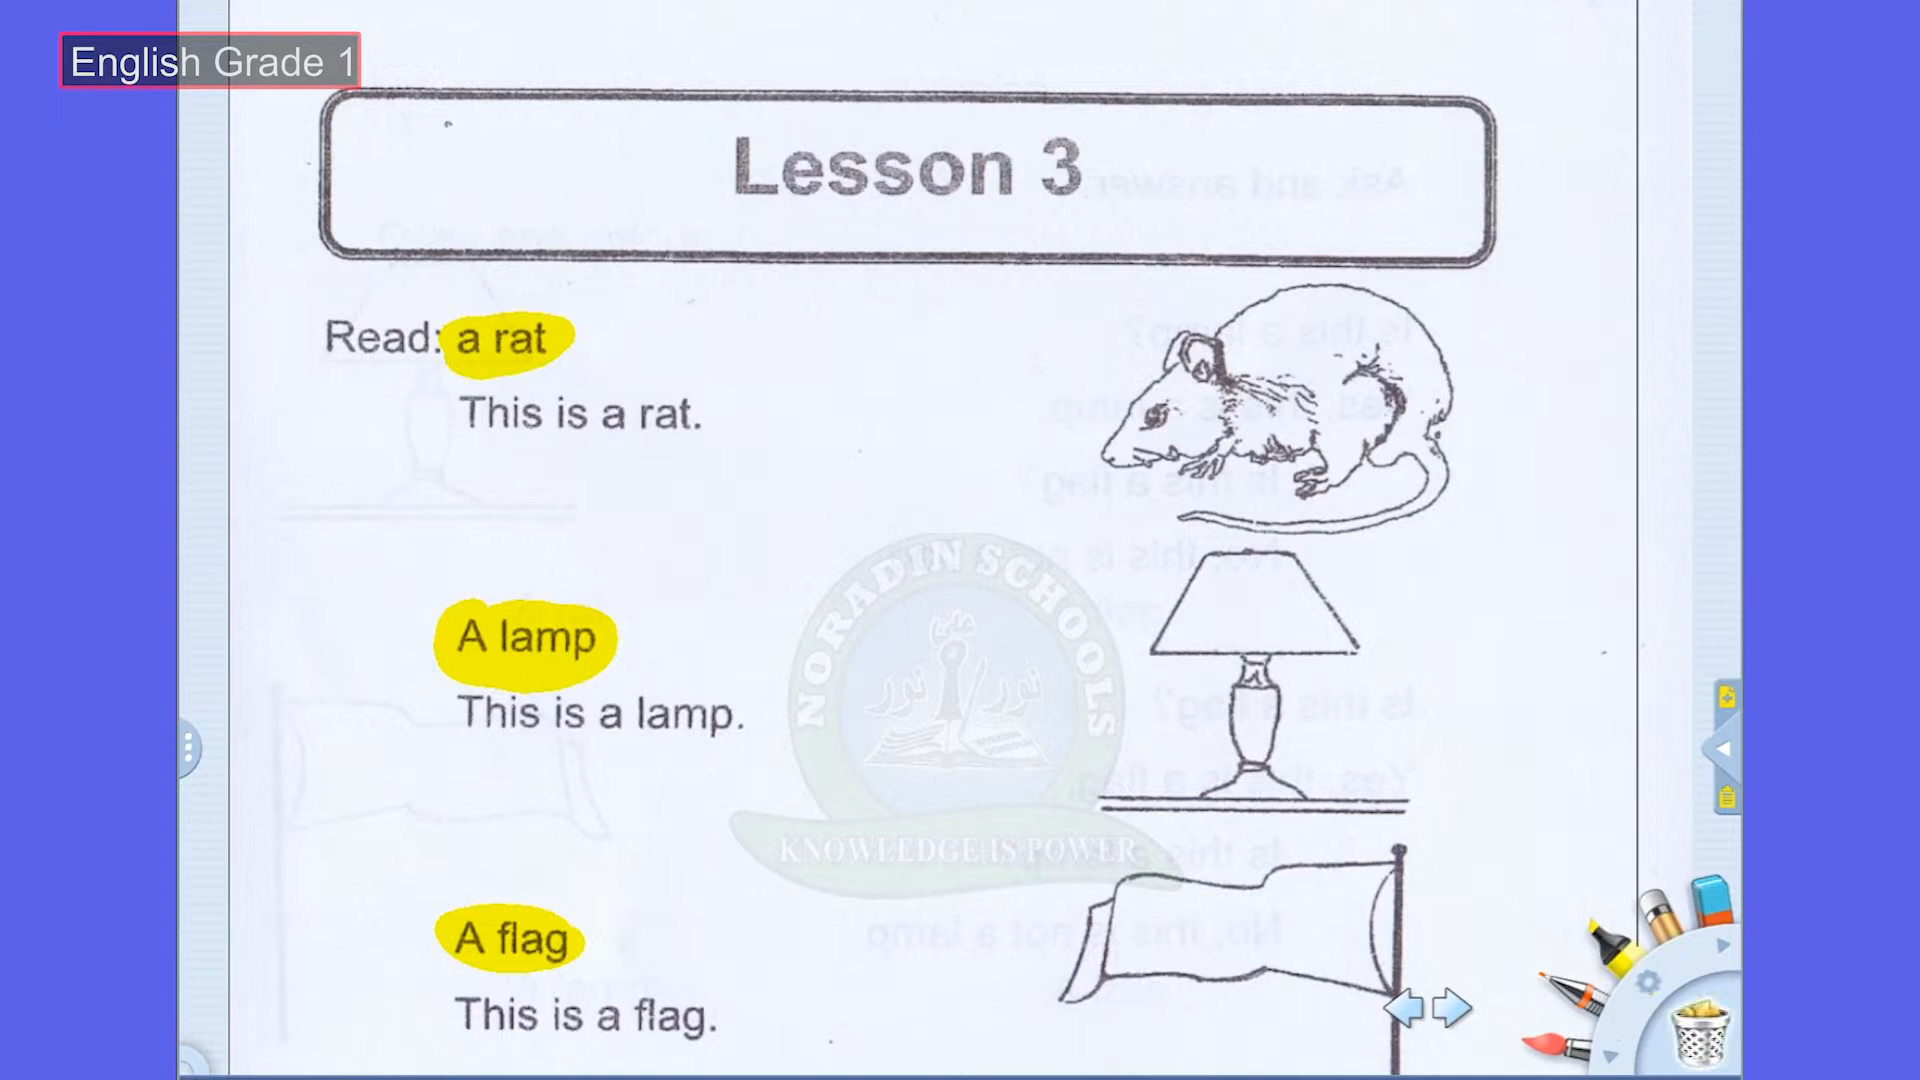 English Grade 1
Lesson 3
Read: a rat
This is a rat.
A lamp
This is a lamp.
A flag
This is a flag.
NORADIN SCHOOLS
KNOWLEDGE IS POWER